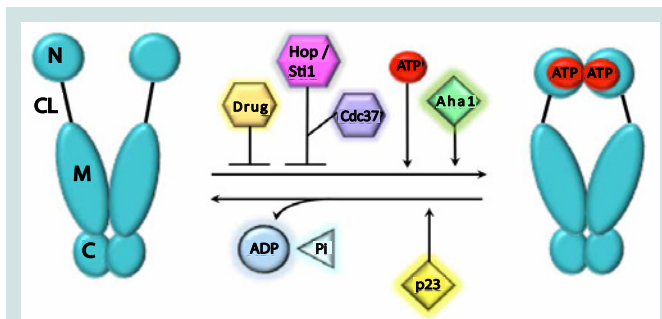 N
CL
M
C
Drug
Hop /
Sti1
Cdc37
ATP
Aha1
ADP
Pi
p23
ATP ATP